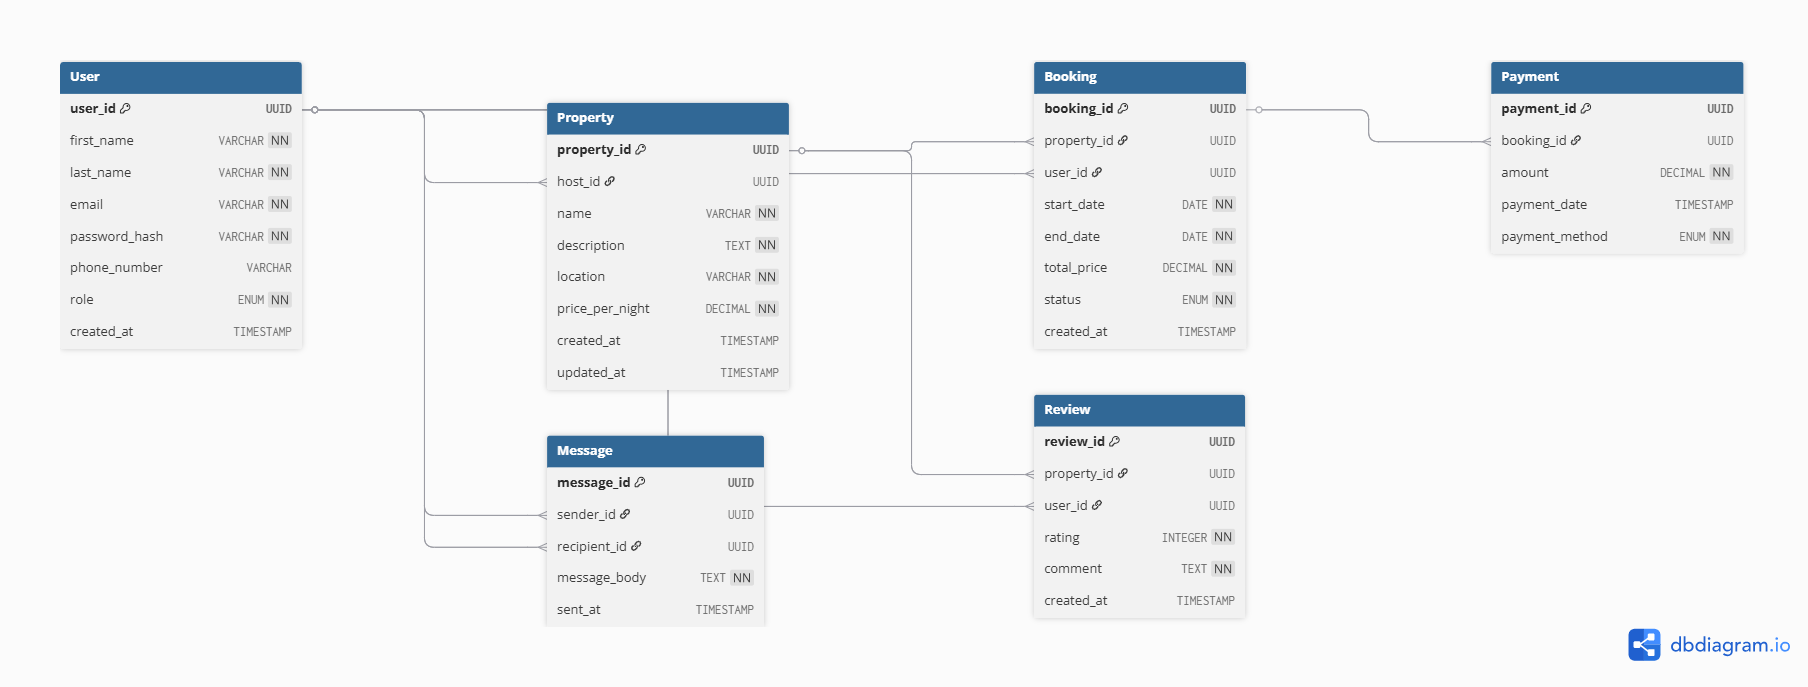 User
user_id UUID
first_name VARCHAR NN
last_name VARCHAR NN
email VARCHAR NN
password_hash VARCHAR NN
phone_number VARCHAR
role ENUM NN
created_at TIMESTAMP
Property
property_id UUID
host_id UUID
name VARCHAR NN
description TEXT NN
location VARCHAR NN
price_per_night DECIMAL NN
created_at TIMESTAMP
updated_at TIMESTAMP
Message
message_id UUID
sender_id UUID
recipient_id UUID
message_body TEXT NN
sent_at TIMESTAMP
Booking
booking_id UUID
property_id UUID
user_id UUID
start_date DATE NN
end_date DATE NN
total_price DECIMAL NN
status ENUM NN
created_at TIMESTAMP
Review
review_id UUID
property_id UUID
user_id UUID
rating INTEGER NN
comment TEXT NN
created_at TIMESTAMP
Payment
payment_id UUID
booking_id UUID
amount DECIMAL NN
payment_date TIMESTAMP
payment_method ENUM NN
dbdiagram.io